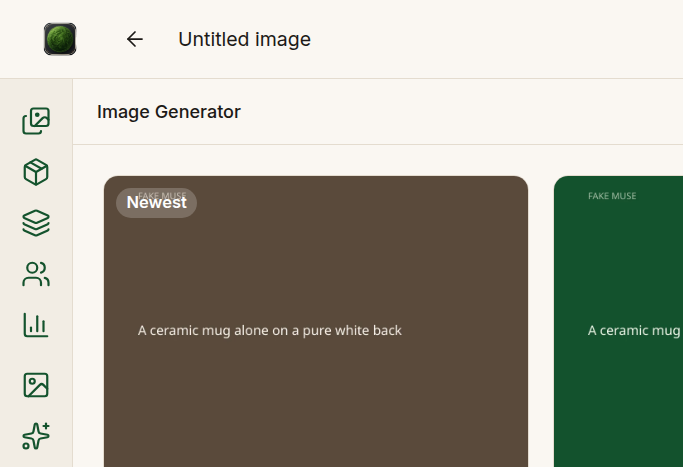 Untitled image
Image Generator
FAKE MUSE
Newest
A ceramic mug alone on a pure white back
FAKE MUSE
A ceramic mug